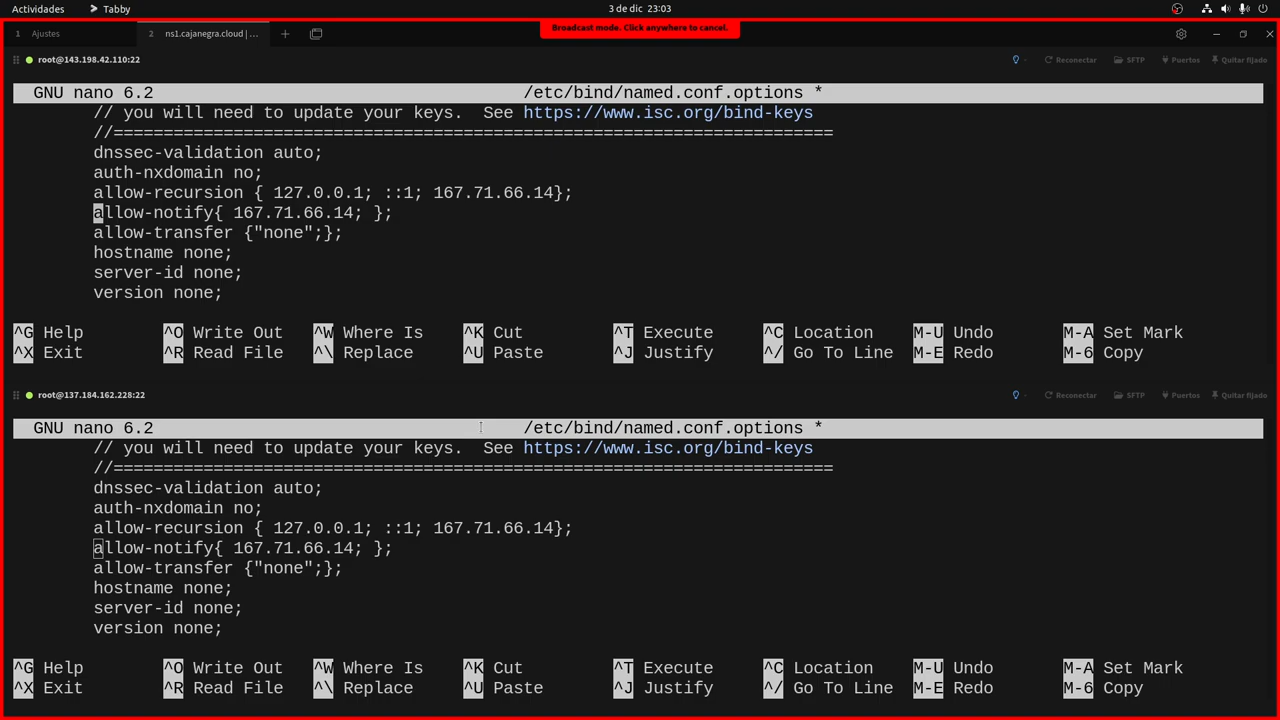 Actividades
Tabby
3 de dic 23:03
1 Ajustes
2 ns1.cajanegra.cloud | ...
Broadcast mode. Click anywhere to cancel.
root@143.198.42.110:22
Reconectar SFTP Puertos Quitar fijado
GNU nano 6.2 /etc/bind/named.conf.options *
// you will need to update your keys. See https://www.isc.org/bind-keys
//========================================================================
dnssec-validation auto;
auth-nxdomain no;
allow-recursion { 127.0.0.1; ::1; 167.71.66.14};
allow-notify{ 167.71.66.14; };
allow-transfer {"none";};
hostname none;
server-id none;
version none;
^G Help ^O Write Out ^W Where Is ^K Cut ^T Execute ^C Location M-U Undo M-A Set Mark
^X Exit ^R Read File ^\ Replace ^U Paste ^J Justify ^/ Go To Line M-E Redo M-6 Copy
root@137.184.162.228:22
Reconectar SFTP Puertos Quitar fijado
GNU nano 6.2 /etc/bind/named.conf.options *
// you will need to update your keys. See https://www.isc.org/bind-keys
//========================================================================
dnssec-validation auto;
auth-nxdomain no;
allow-recursion { 127.0.0.1; ::1; 167.71.66.14};
allow-notify{ 167.71.66.14; };
allow-transfer {"none";};
hostname none;
server-id none;
version none;
^G Help ^O Write Out ^W Where Is ^K Cut ^T Execute ^C Location M-U Undo M-A Set Mark
^X Exit ^R Read File ^\ Replace ^U Paste ^J Justify ^/ Go To Line M-E Redo M-6 Copy